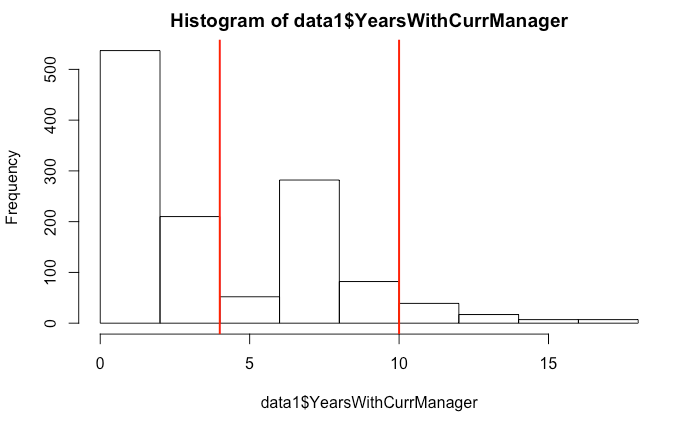 Histogram of data1$YearsWithCurrManager
Frequency
500
400
300
200
100
0
0 5 10 15
data1$YearsWithCurrManager